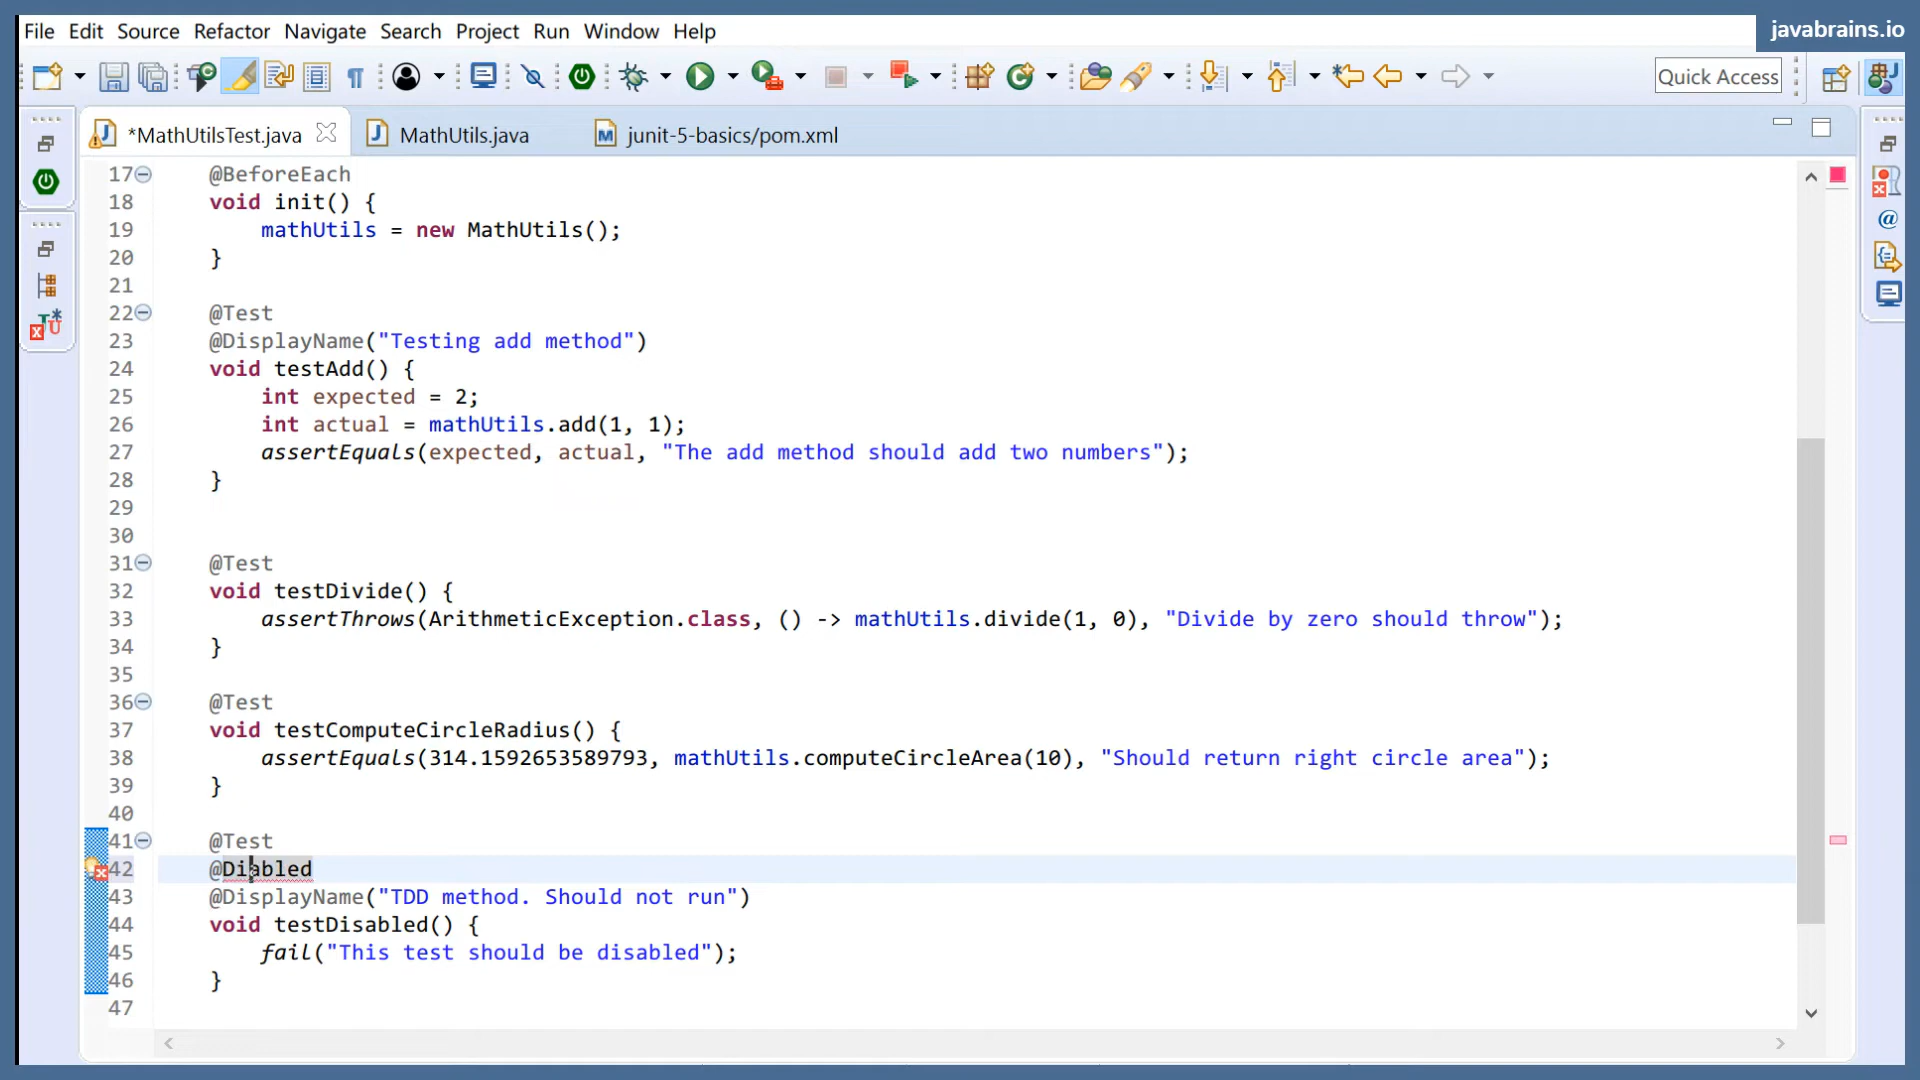 javabrains.io
File Edit Source Refactor Navigate Search Project Run Window Help
Quick Access
*MathUtilsTest.java
MathUtils.java
junit-5-basics/pom.xml
17 @BeforeEach
18 void init() {
19 mathUtils = new MathUtils();
20 }
21
22 @Test
23 @DisplayName("Testing add method")
24 void testAdd() {
25 int expected = 2;
26 int actual = mathUtils.add(1, 1);
27 assertEquals(expected, actual, "The add method should add two numbers");
28 }
29
30
31 @Test
32 void testDivide() {
33 assertThrows(ArithmeticException.class, () -> mathUtils.divide(1, 0), "Divide by zero should throw");
34 }
35
36 @Test
37 void testComputeCircleRadius() {
38 assertEquals(314.1592653589793, mathUtils.computeCircleArea(10), "Should return right circle area");
39 }
40
41 @Test
42 @Disabled
43 @DisplayName("TDD method. Should not run")
44 void testDisabled() {
45 fail("This test should be disabled");
46 }
47